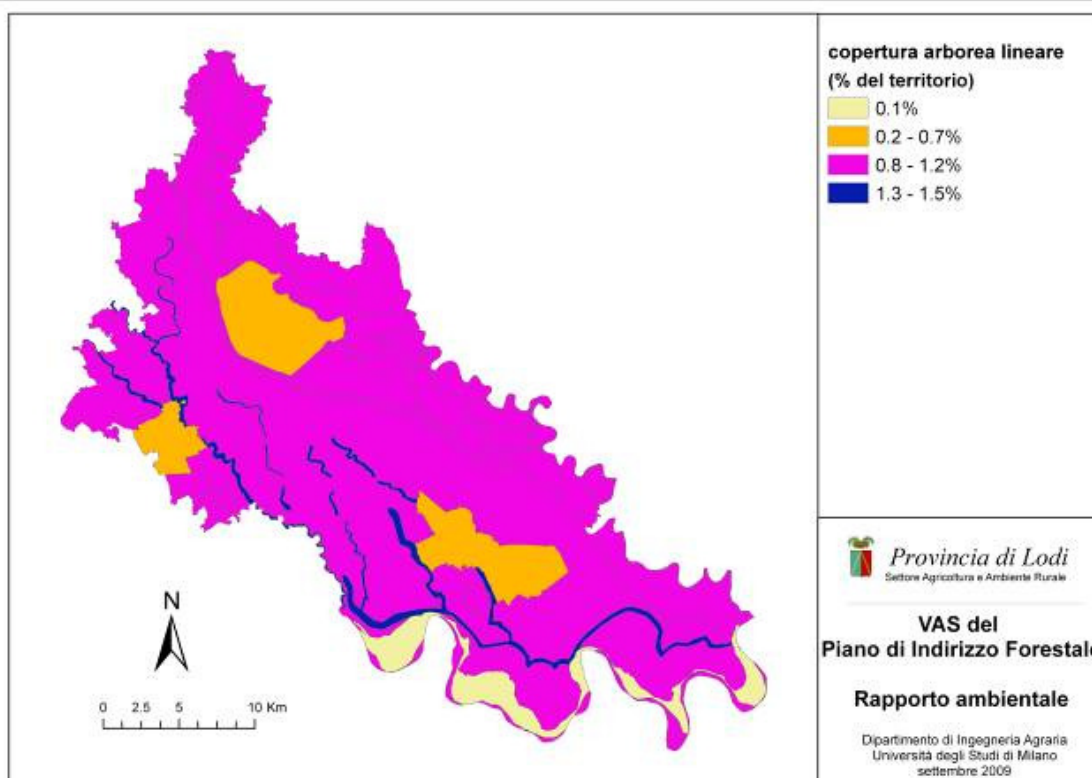 copertura arborea lineare
(% del territorio)
0.1%
0.2 - 0.7%
0.8 - 1.2%
1.3 - 1.5%
N
0 2.5 5 10 Km
Provincia di Lodi
Settore Agricoltura e Ambiente Rurale
VAS del
Piano di Indirizzo Forestale
Rapporto ambientale
Dipartimento di Ingegneria Agraria
Università degli Studi di Milano
settembre 2009